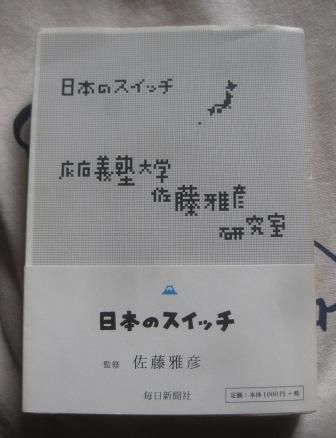 日本のスイッチ
慶應義塾大学
佐藤雅彦
研究室
日本のスイッチ
監修 佐藤雅彦
毎日新聞社
定価:本体1000円+税